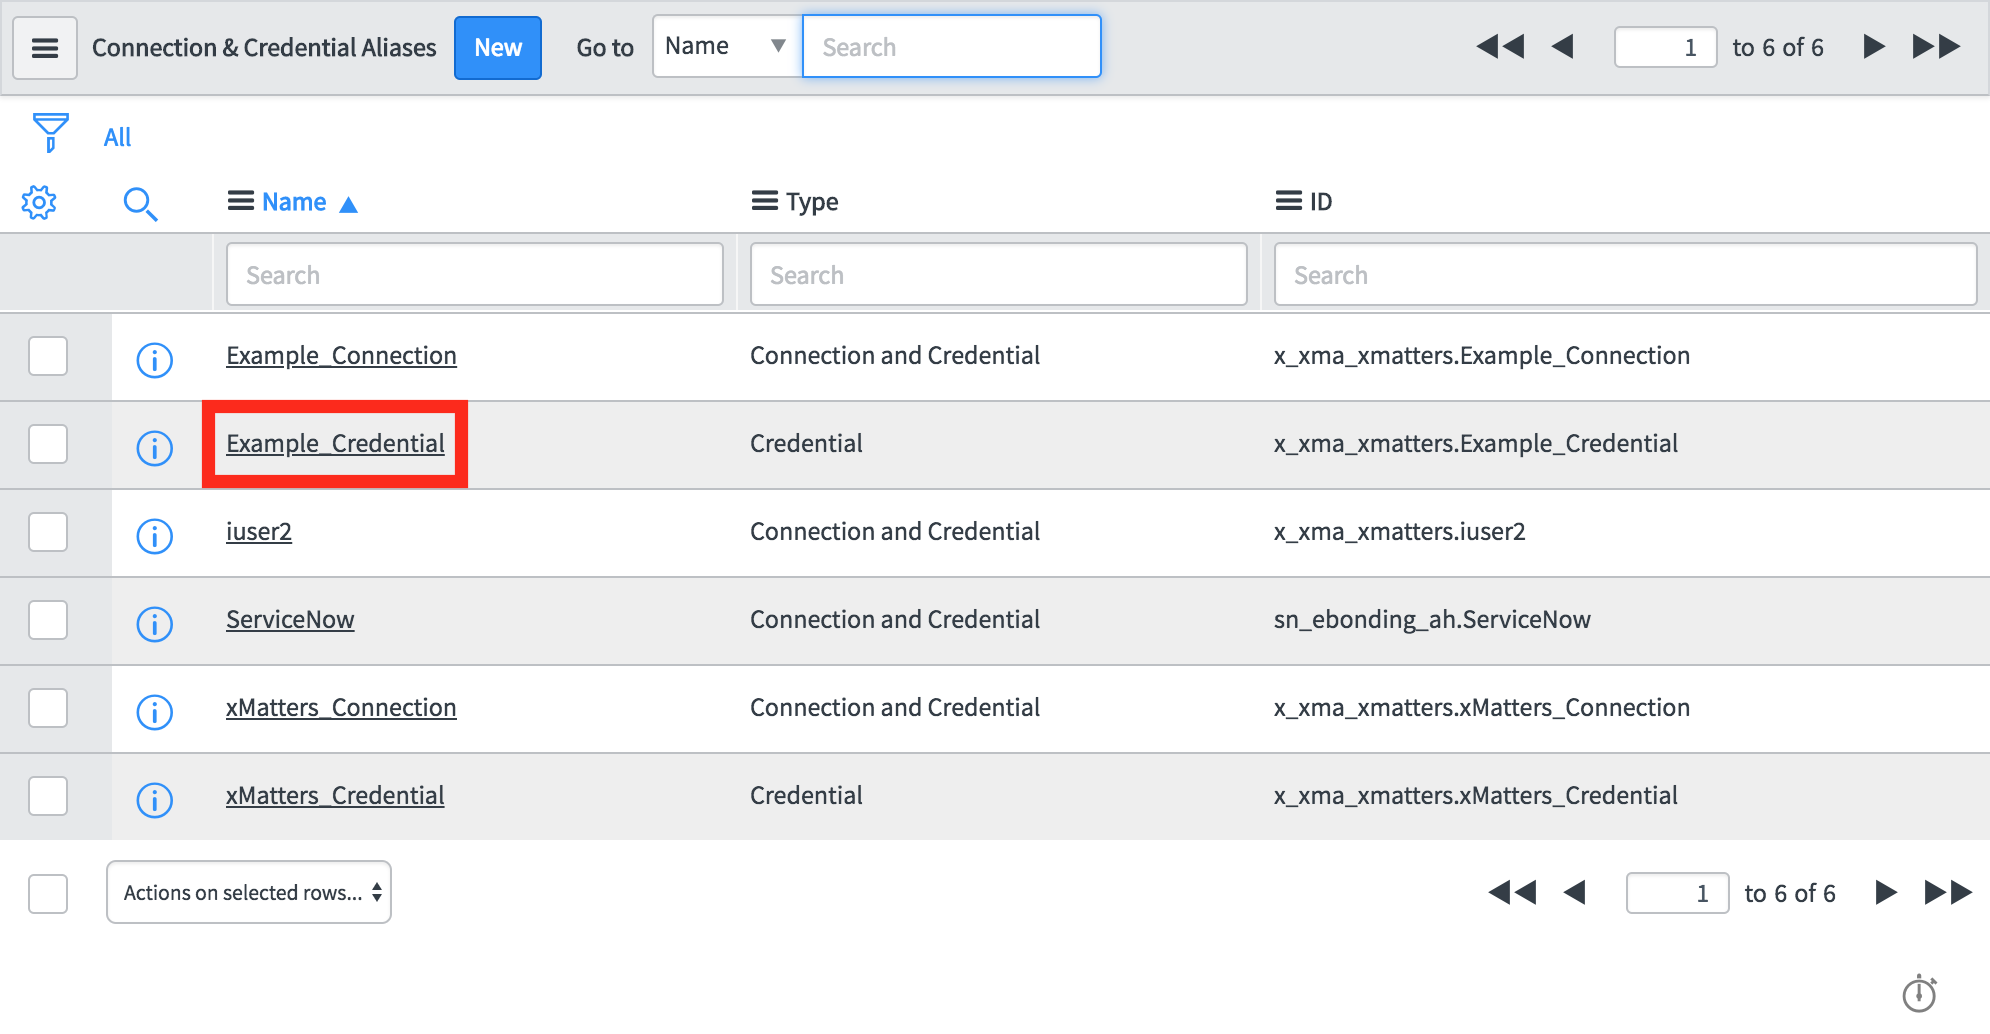 Connection & Credential Aliases New Go to Name Search 1 to 6 of 6
All
Name Type ID
Search Search Search
Example_Connection Connection and Credential x_xma_xmatters.Example_Connection
Example_Credential Credential x_xma_xmatters.Example_Credential
iuser2 Connection and Credential x_xma_xmatters.iuser2
ServiceNow Connection and Credential sn_ebonding_ah.ServiceNow
xMatters_Connection Connection and Credential x_xma_xmatters.xMatters_Connection
xMatters_Credential Credential x_xma_xmatters.xMatters_Credential
Actions on selected rows... 1 to 6 of 6